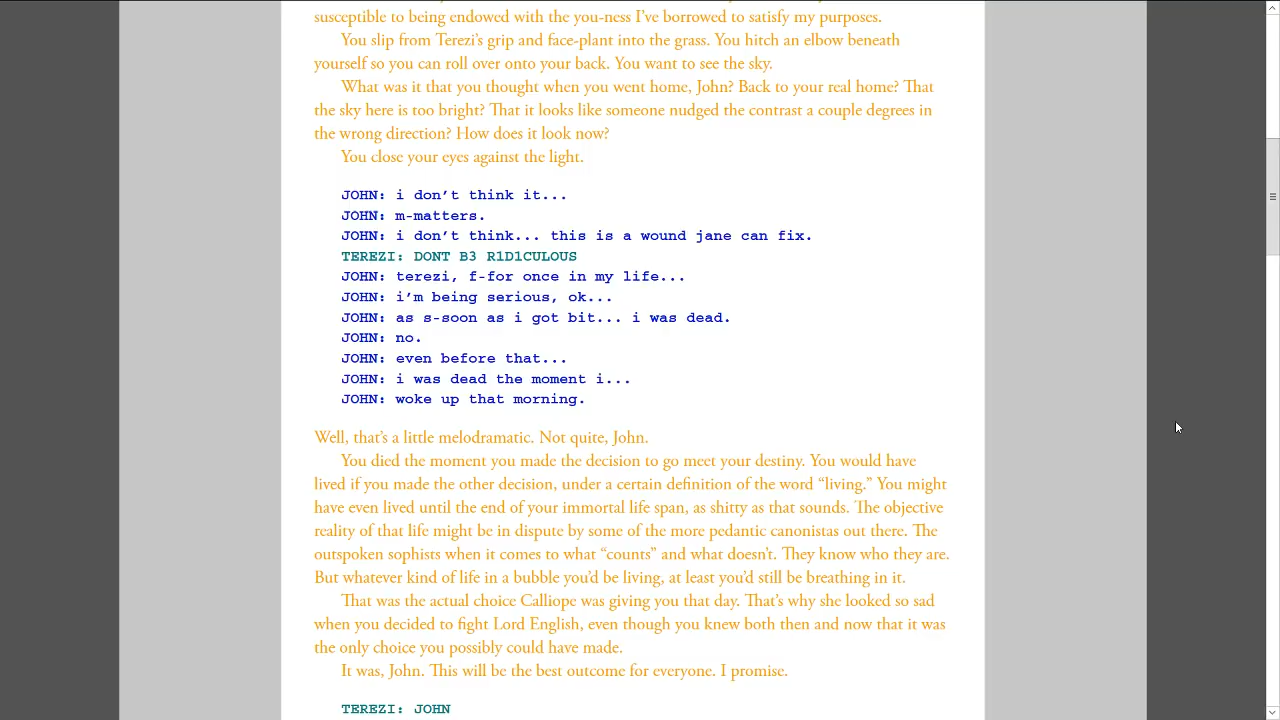 susceptible to being endowed with the you-ness I’ve borrowed to satisfy my purposes.
You slip from Terezi’s grip and face-plant into the grass. You hitch an elbow beneath
yourself so you can roll over onto your back. You want to see the sky.
What was it that you thought when you went home, John? Back to your real home? That
the sky here is too bright? That it looks like someone nudged the contrast a couple degrees in
the wrong direction? How does it look now?
You close your eyes against the light.
JOHN: i don’t think it...
JOHN: m-matters.
JOHN: i don’t think... this is a wound jane can fix.
TEREZI: DONT B3 R1D1CULOUS
JOHN: terezi, f-for once in my life...
JOHN: i’m being serious, ok...
JOHN: as s-soon as i got bit... i was dead.
JOHN: no.
JOHN: even before that...
JOHN: i was dead the moment i...
JOHN: woke up that morning.
Well, that’s a little melodramatic. Not quite, John.
You died the moment you made the decision to go meet your destiny. You would have
lived if you made the other decision, under a certain definition of the word “living.” You might
have even lived until the end of your immortal life span, as shitty as that sounds. The objective
reality of that life might be in dispute by some of the more pedantic canonistas out there. The
outspoken sophists when it comes to what “counts” and what doesn’t. They know who they are.
But whatever kind of life in a bubble you’d be living, at least you’d still be breathing in it.
That was the actual choice Calliope was giving you that day. That’s why she looked so sad
when you decided to fight Lord English, even though you knew both then and now that it was
the only choice you possibly could have made.
It was, John. This will be the best outcome for everyone. I promise.
TEREZI: JOHN